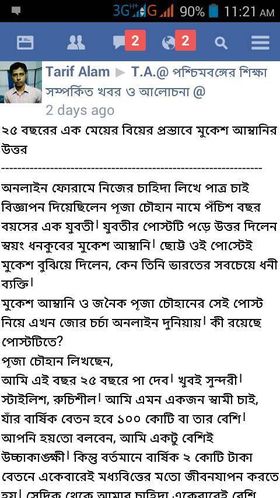 3G G 90% 11:21 AM
2 2
Tarif Alam ▶ T.A.@ পশ্চিমবঙ্গের শিক্ষা
সম্পর্কিত খবর ও আলোচনা @
2 days ago
২৫ বছরের এক মেয়ের বিয়ের প্রস্তাবে মুকেশ আম্বানির
উত্তর
------------------------------------------------
অনলাইন ফোরামে নিজের চাহিদা লিখে পাত্র চাই
বিজ্ঞাপন দিয়েছিলেন পূজা চৌহান নামে পঁচিশ বছর
বয়সের এক যুবতী। যুবতীর পোস্টটি পড়ে উত্তর দিলেন
স্বয়ং ধনকুবের মুকেশ আম্বানি। ছোট্ট ওই পোস্টেই
মুকেশ বুঝিয়ে দিলেন, কেন তিনি ভারতের সবচেয়ে ধনী
ব্যক্তি।
মুকেশ আম্বানি ও জনৈক পূজা চৌহানের সেই পোস্ট
নিয়ে এখন জোর চর্চা অনলাইন দুনিয়ায়। কী রয়েছে
পোস্টটিতে?
পূজা চৌহান লিখছেন,
আমি এই বছর ২৫ বছরে পা দেব। খুবই সুন্দরী।
স্টাইলিশ, রুচিশীল। আমি এমন একজন স্বামী চাই,
যাঁর বার্ষিক বেতন হবে ১০০ কোটি বা তার বেশি।
আপনি হয়তো বলবেন, আমি একটু বেশিই
উচ্চাকাঙ্ক্ষী। কিন্তু বর্তমানে বার্ষিক ২ কোটি টাকা
বেতনে একেবারেই মধ্যবিত্তের মতো জীবনযাপন করতে
হয়। সেদিক থেকে আমার চাহিদা একেবারেই বেশি